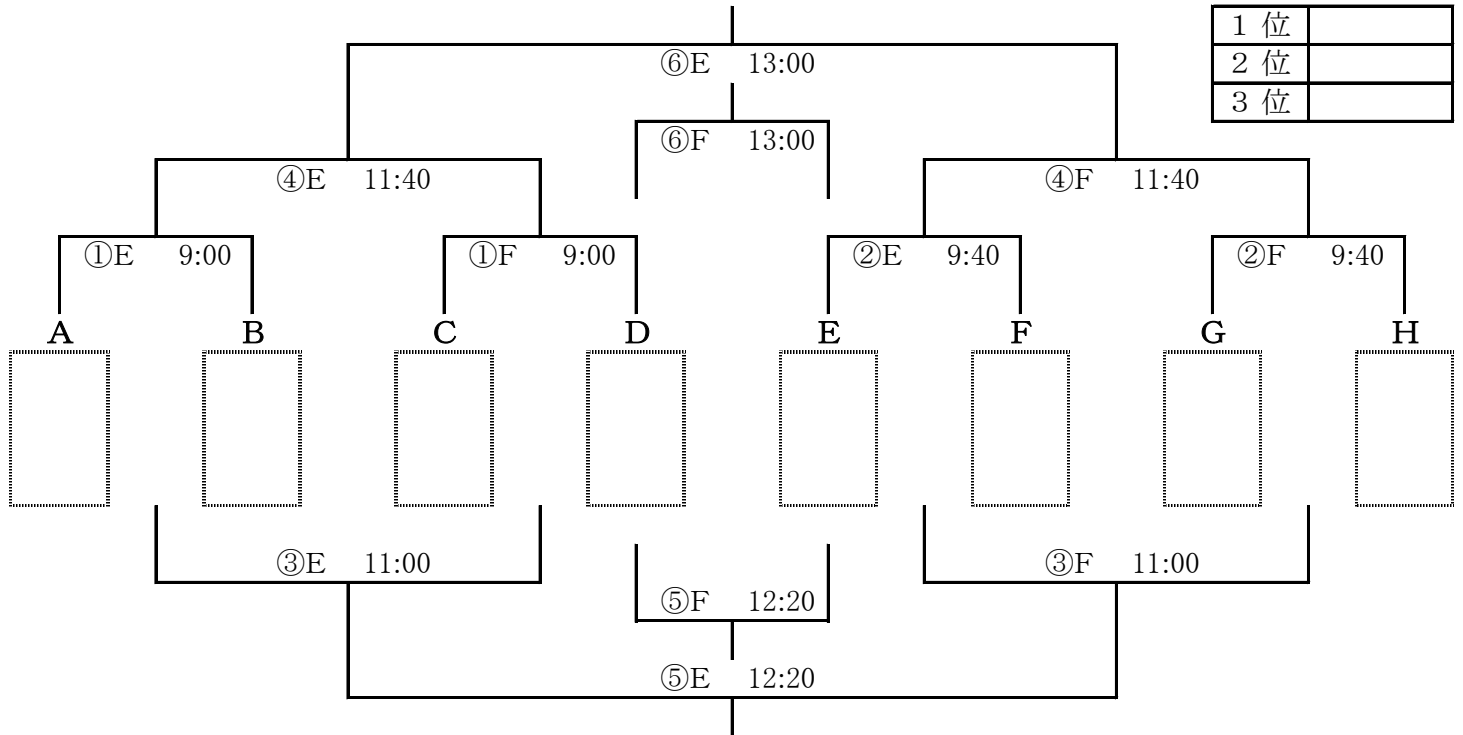 ⑥E 13:00
1 位
2 位
3 位
⑥F 13:00
④E 11:40
④F 11:40
①E 9:00
①F 9:00
②E 9:40
②F 9:40
A B C D E F G H
③E 11:00
③F 11:00
⑤F 12:20
⑤E 12:20